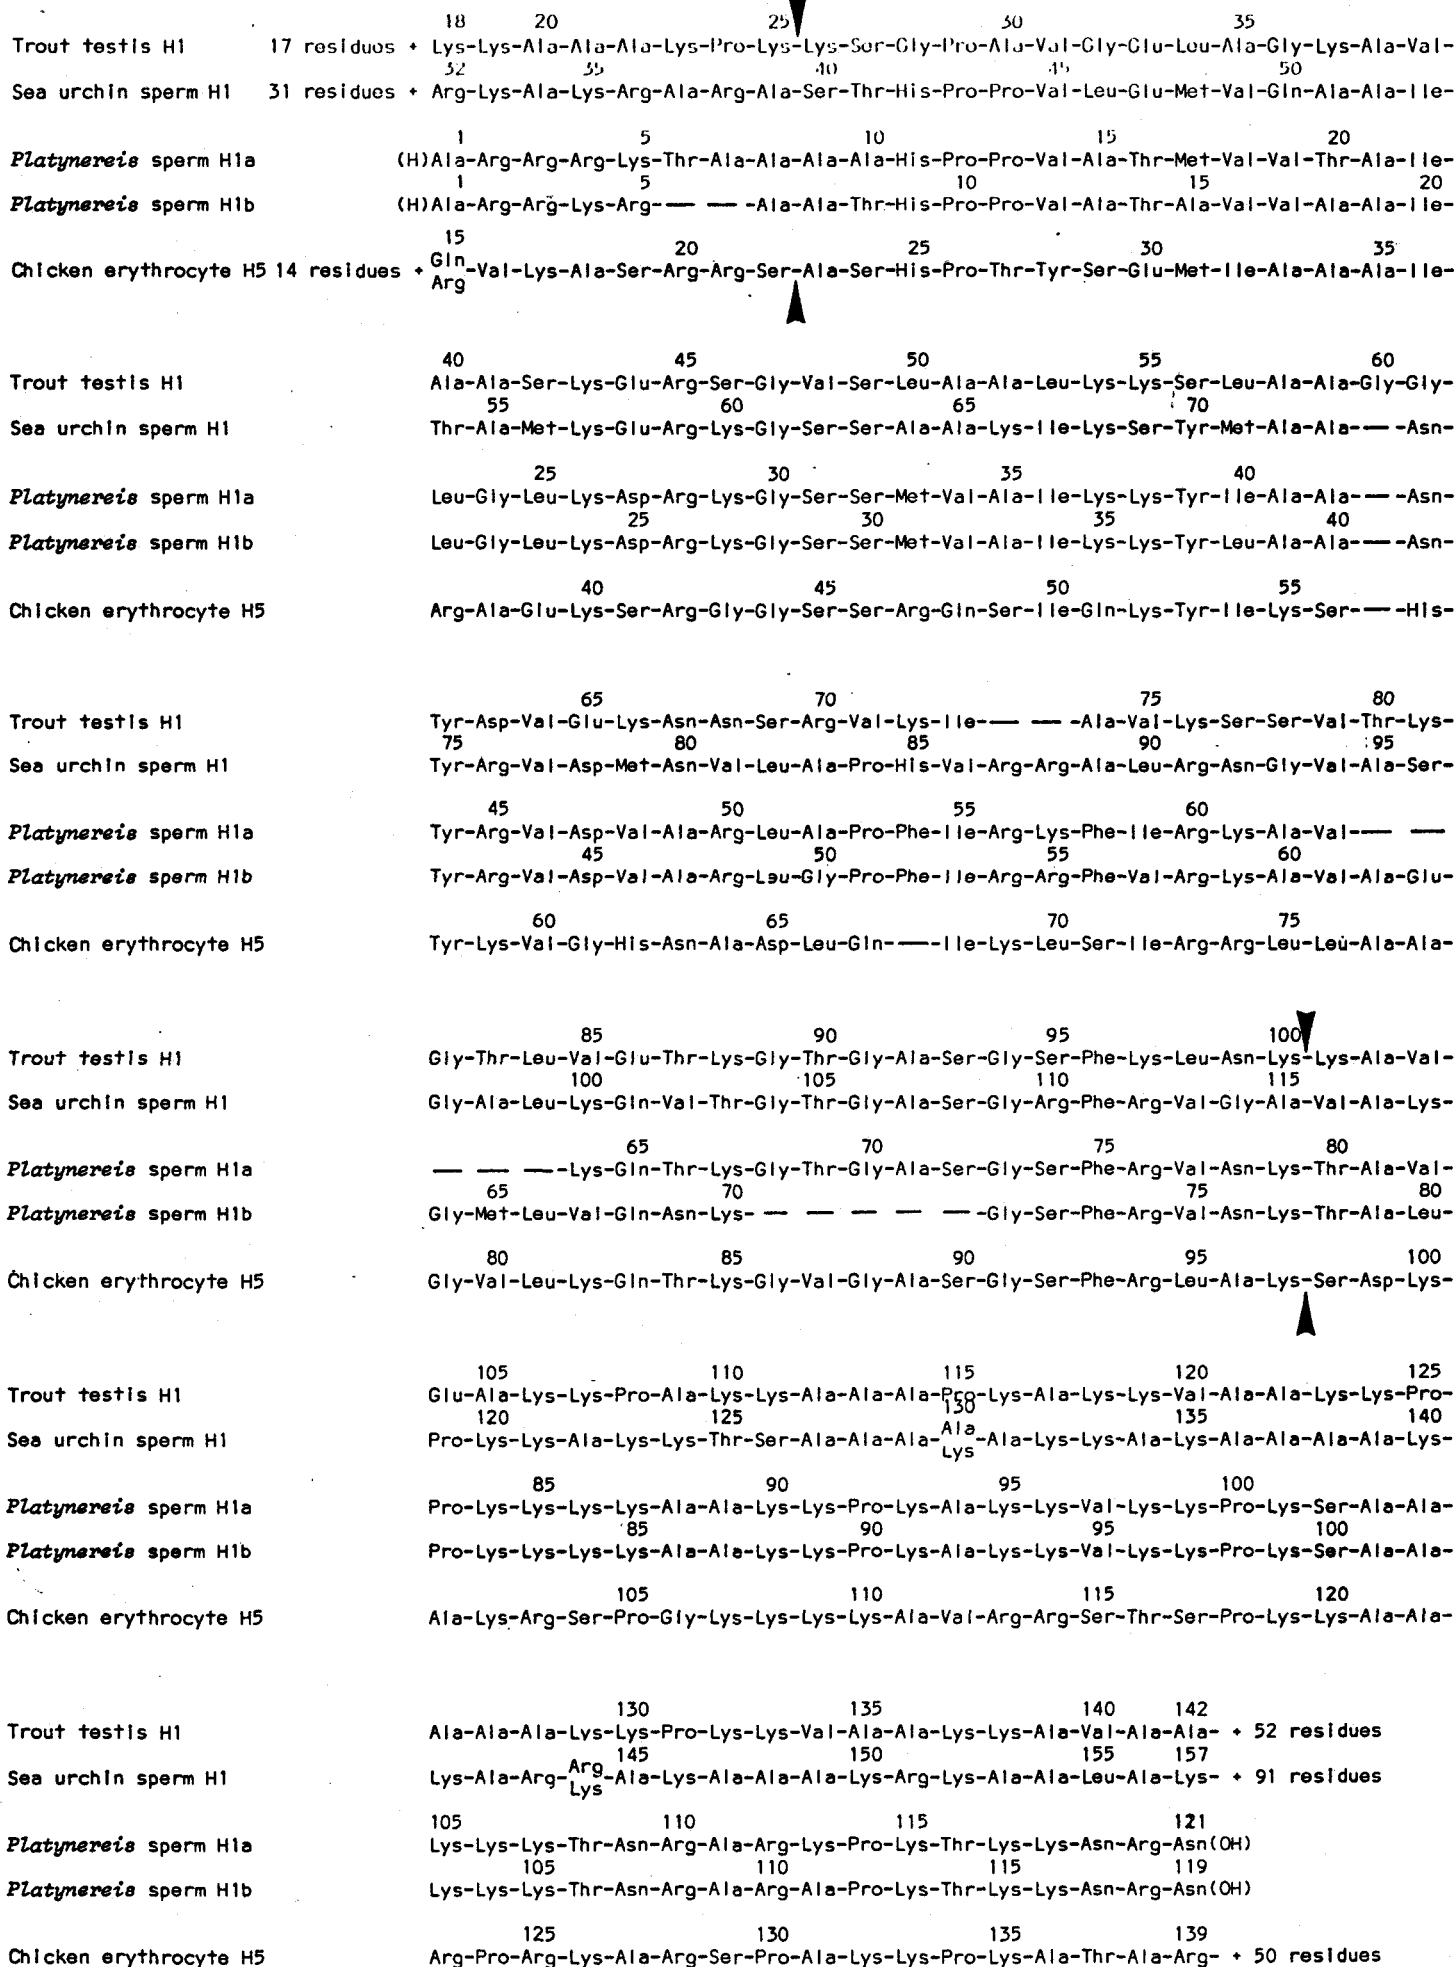 18 20 25 30 35
Trout testis H1 17 residues + Lys-Lys-Ala-Ala-Ala-Lys-Pro-Lys-Lys-Ser-Gly-Pro-Ala-Val-Gly-Glu-Leu-Ala-Gly-Lys-Ala-Val-
32 35 40 45 50
Sea urchin sperm H1 31 residues + Arg-Lys-Ala-Lys-Arg-Ala-Arg-Ala-Ser-Thr-His-Pro-Pro-Val-Leu-Glu-Met-Val-Gln-Ala-Ala-Ile-
1 5 10 15 20
Platynereis sperm H1a (H)Ala-Arg-Arg-Arg-Lys-Thr-Ala-Ala-Ala-Ala-His-Pro-Pro-Val-Ala-Thr-Met-Val-Val-Thr-Ala-Ile-
1 5 10 15 20
Platynereis sperm H1b (H)Ala-Arg-Arg-Lys-Arg-— — -Ala-Ala-Thr-His-Pro-Pro-Val-Ala-Thr-Ala-Val-Val-Ala-Ala-Ile-
15 20 25 30 35
Gln
Chicken erythrocyte H5 14 residues + -Val-Lys-Ala-Ser-Arg-Arg-Ser-Ala-Ser-His-Pro-Thr-Tyr-Ser-Glu-Met-Ile-Ala-Ala-Ala-Ile-
Arg
40 45 50 55 60
Trout testis H1 Ala-Ala-Ser-Lys-Glu-Arg-Ser-Gly-Val-Ser-Leu-Ala-Ala-Leu-Lys-Lys-Ser-Leu-Ala-Ala-Gly-Gly-
55 60 65 70
Sea urchin sperm H1 Thr-Ala-Met-Lys-Glu-Arg-Lys-Gly-Ser-Ser-Ala-Ala-Lys-Ile-Lys-Ser-Tyr-Met-Ala-Ala-— -Asn-
25 30 35 40
Platynereis sperm H1a Leu-Gly-Leu-Lys-Asp-Arg-Lys-Gly-Ser-Ser-Met-Val-Ala-Ile-Lys-Lys-Tyr-Ile-Ala-Ala-— -Asn-
25 30 35 40
Platynereis sperm H1b Leu-Gly-Leu-Lys-Asp-Arg-Lys-Gly-Ser-Ser-Met-Val-Ala-Ile-Lys-Lys-Tyr-Leu-Ala-Ala-— -Asn-
40 45 50 55
Chicken erythrocyte H5 Arg-Ala-Glu-Lys-Ser-Arg-Gly-Gly-Ser-Ser-Arg-Gln-Ser-Ile-Gln-Lys-Tyr-Ile-Lys-Ser-— -His-
65 70 75 80
Trout testis H1 Tyr-Asp-Val-Glu-Lys-Asn-Asn-Ser-Arg-Val-Lys-Ile-— — -Ala-Val-Lys-Ser-Ser-Val-Thr-Lys-
75 80 85 90 95
Sea urchin sperm H1 Tyr-Arg-Val-Asp-Met-Asn-Val-Leu-Ala-Pro-His-Val-Arg-Arg-Ala-Leu-Arg-Asn-Gly-Val-Ala-Ser-
45 50 55 60
Platynereis sperm H1a Tyr-Arg-Val-Asp-Val-Ala-Arg-Leu-Ala-Pro-Phe-Ile-Arg-Lys-Phe-Ile-Arg-Lys-Ala-Val-— —
45 50 55 60
Platynereis sperm H1b Tyr-Arg-Val-Asp-Val-Ala-Arg-Leu-Gly-Pro-Phe-Ile-Arg-Arg-Phe-Val-Arg-Lys-Ala-Val-Ala-Glu-
60 65 70 75
Chicken erythrocyte H5 Tyr-Lys-Val-Gly-His-Asn-Ala-Asp-Leu-Gln-— -Ile-Lys-Leu-Ser-Ile-Arg-Arg-Leu-Leu-Ala-Ala-
85 90 95 100
Trout testis H1 Gly-Thr-Leu-Val-Glu-Thr-Lys-Gly-Thr-Gly-Ala-Ser-Gly-Ser-Phe-Lys-Leu-Asn-Lys-Lys-Ala-Val-
100 105 110 115
Sea urchin sperm H1 Gly-Ala-Leu-Lys-Gln-Val-Thr-Gly-Thr-Gly-Ala-Ser-Gly-Arg-Phe-Arg-Val-Gly-Ala-Val-Ala-Lys-
65 70 75 80
Platynereis sperm H1a — — —-Lys-Gln-Thr-Lys-Gly-Thr-Gly-Ala-Ser-Gly-Ser-Phe-Arg-Val-Asn-Lys-Thr-Ala-Val-
65 70 75 80
Platynereis sperm H1b Gly-Met-Leu-Val-Gln-Asn-Lys- — — — — — -Gly-Ser-Phe-Arg-Val-Asn-Lys-Thr-Ala-Leu-
80 85 90 95 100
Chicken erythrocyte H5 Gly-Val-Leu-Lys-Gln-Thr-Lys-Gly-Val-Gly-Ala-Ser-Gly-Ser-Phe-Arg-Leu-Ala-Lys-Ser-Asp-Lys-
105 110 115 120 125
Trout testis H1 Glu-Ala-Lys-Lys-Pro-Ala-Lys-Lys-Ala-Ala-Ala-Pro-Lys-Ala-Lys-Lys-Val-Ala-Ala-Lys-Lys-Pro-
120 125 130 135 140
Ala
Sea urchin sperm H1 Pro-Lys-Lys-Ala-Lys-Lys-Thr-Ser-Ala-Ala-Ala- -Ala-Lys-Lys-Ala-Lys-Ala-Ala-Ala-Ala-Lys-
Lys
85 90 95 100
Platynereis sperm H1a Pro-Lys-Lys-Lys-Lys-Ala-Ala-Lys-Lys-Pro-Lys-Ala-Lys-Lys-Val-Lys-Lys-Pro-Lys-Ser-Ala-Ala-
85 90 95 100
Platynereis sperm H1b Pro-Lys-Lys-Lys-Lys-Ala-Ala-Lys-Lys-Pro-Lys-Ala-Lys-Lys-Val-Lys-Lys-Pro-Lys-Ser-Ala-Ala-
105 110 115 120
Chicken erythrocyte H5 Ala-Lys-Arg-Ser-Pro-Gly-Lys-Lys-Lys-Lys-Ala-Val-Arg-Arg-Ser-Thr-Ser-Pro-Lys-Lys-Ala-Ala-
130 135 140 142
Trout testis H1 Ala-Ala-Ala-Lys-Lys-Pro-Lys-Lys-Val-Ala-Ala-Lys-Lys-Ala-Val-Ala-Ala- + 52 residues
145 150 155 157
Arg
Sea urchin sperm H1 Lys-Ala-Arg- -Ala-Lys-Ala-Ala-Ala-Lys-Arg-Lys-Ala-Ala-Leu-Ala-Lys- + 91 residues
Lys
105 110 115 121
Platynereis sperm H1a Lys-Lys-Lys-Thr-Asn-Arg-Ala-Arg-Lys-Pro-Lys-Thr-Lys-Lys-Asn-Arg-Asn(OH)
105 110 115 119
Platynereis sperm H1b Lys-Lys-Lys-Thr-Asn-Arg-Ala-Arg-Ala-Pro-Lys-Thr-Lys-Lys-Asn-Arg-Asn(OH)
125 130 135 139
Chicken erythrocyte H5 Arg-Pro-Arg-Lys-Ala-Arg-Ser-Pro-Ala-Lys-Lys-Pro-Lys-Ala-Thr-Ala-Arg- + 50 residues